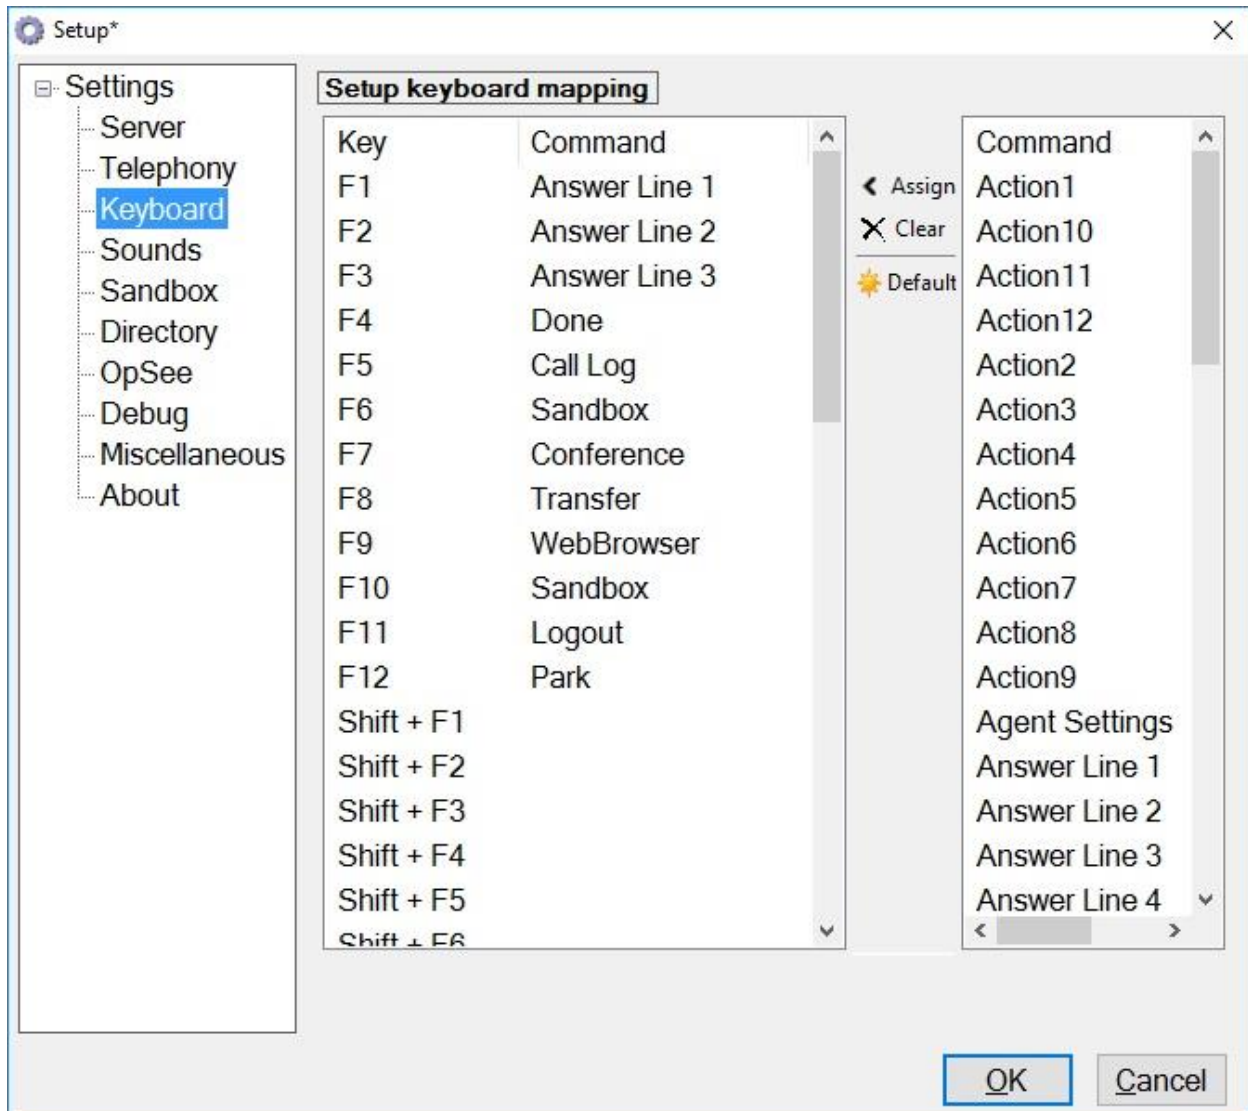 Setup*
Settings
Server
Telephony
Keyboard
Sounds
Sandbox
Directory
OpSee
Debug
Miscellaneous
About
Setup keyboard mapping
Key Command
F1 Answer Line 1
F2 Answer Line 2
F3 Answer Line 3
F4 Done
F5 Call Log
F6 Sandbox
F7 Conference
F8 Transfer
F9 WebBrowser
F10 Sandbox
F11 Logout
F12 Park
Shift + F1
Shift + F2
Shift + F3
Shift + F4
Shift + F5
Shift + F6
Assign
Clear
Default
Command
Action1
Action10
Action11
Action12
Action2
Action3
Action4
Action5
Action6
Action7
Action8
Action9
Agent Settings
Answer Line 1
Answer Line 2
Answer Line 3
Answer Line 4
OK
Cancel